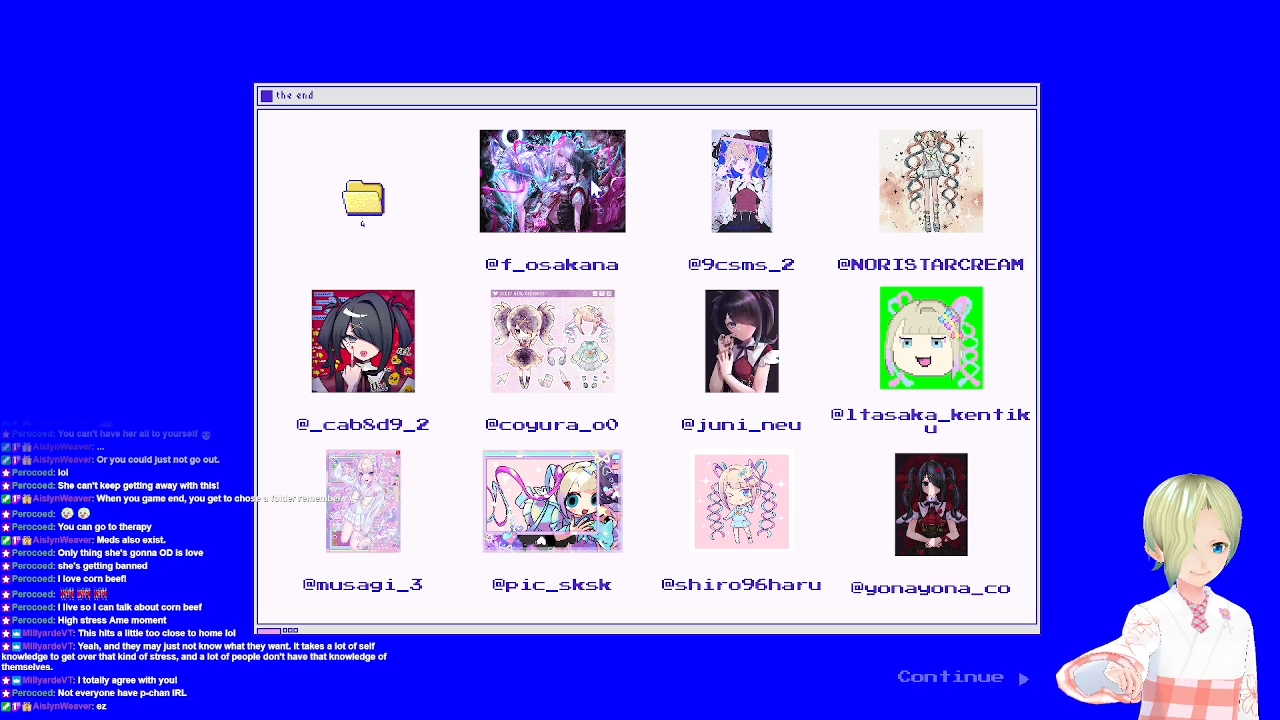 the end
4
@f_osakana
@9csms_2
@NORISTARCREAM
@_cab8d9_2
@coyura_o0
@juni_neu
@ltasaka_kentik
u
@musagi_3
@pic_sksk
@shiro96haru
@yonayona_co
Continue
Perocoed: You can't have her all to yourself
AislynWeaver: ...
AislynWeaver: Or you could just not go out.
Perocoed: lol
Perocoed: She can't keep getting away with this!
AislynWeaver: When you game end, you get to chose a folder remember
Perocoed:
Perocoed: You can go to therapy
AislynWeaver: Meds also exist.
Perocoed: Only thing she's gonna OD is love
Perocoed: she's getting banned
Perocoed: I love corn beef!
Perocoed:
Perocoed: I live so I can talk about corn beef
Perocoed: High stress Ame moment
MillyardeVT: This hits a little too close to home lol
MillyardeVT: Yeah, and they may just not know what they want. It takes a lot of self
knowledge to get over that kind of stress, and a lot of people don't have that knowledge of
themselves.
MillyardeVT: I totally agree with you!
Perocoed: Not everyone have p-chan IRL
AislynWeaver: ez